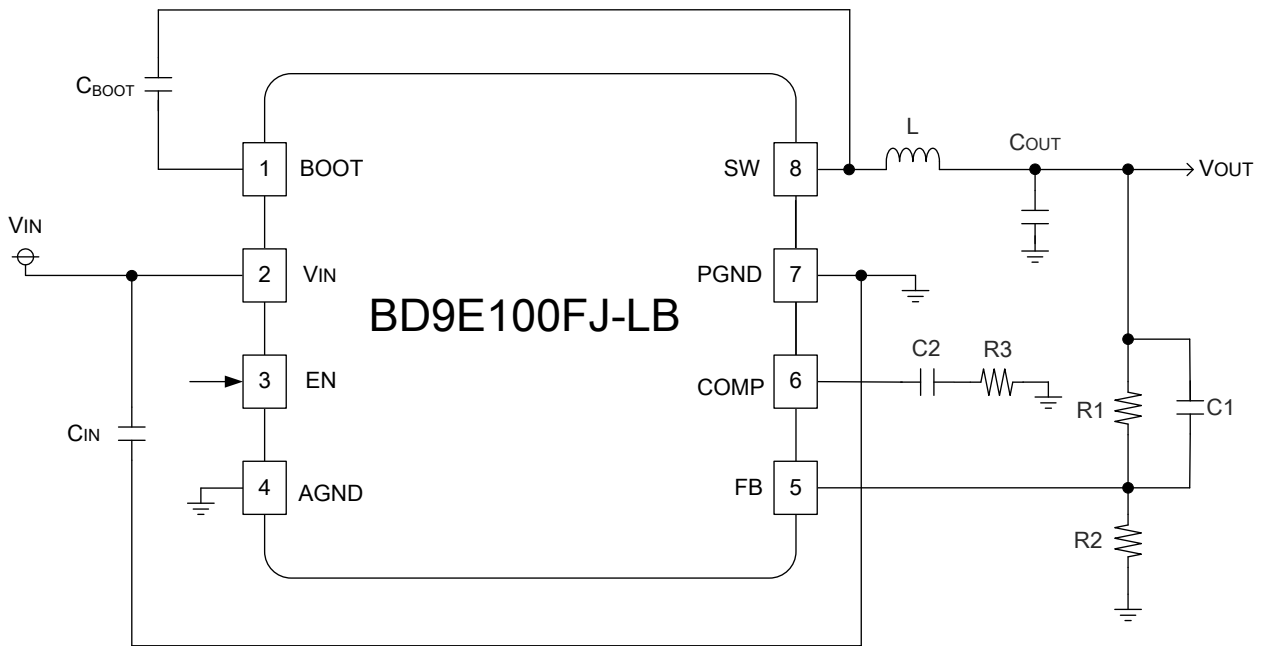 CBOOT
1 BOOT
SW 8
L
COUT
VOUT
VIN
2 VIN
PGND 7
BD9E100FJ-LB
3 EN
COMP 6
C2
R3
R1
C1
CIN
4 AGND
FB 5
R2